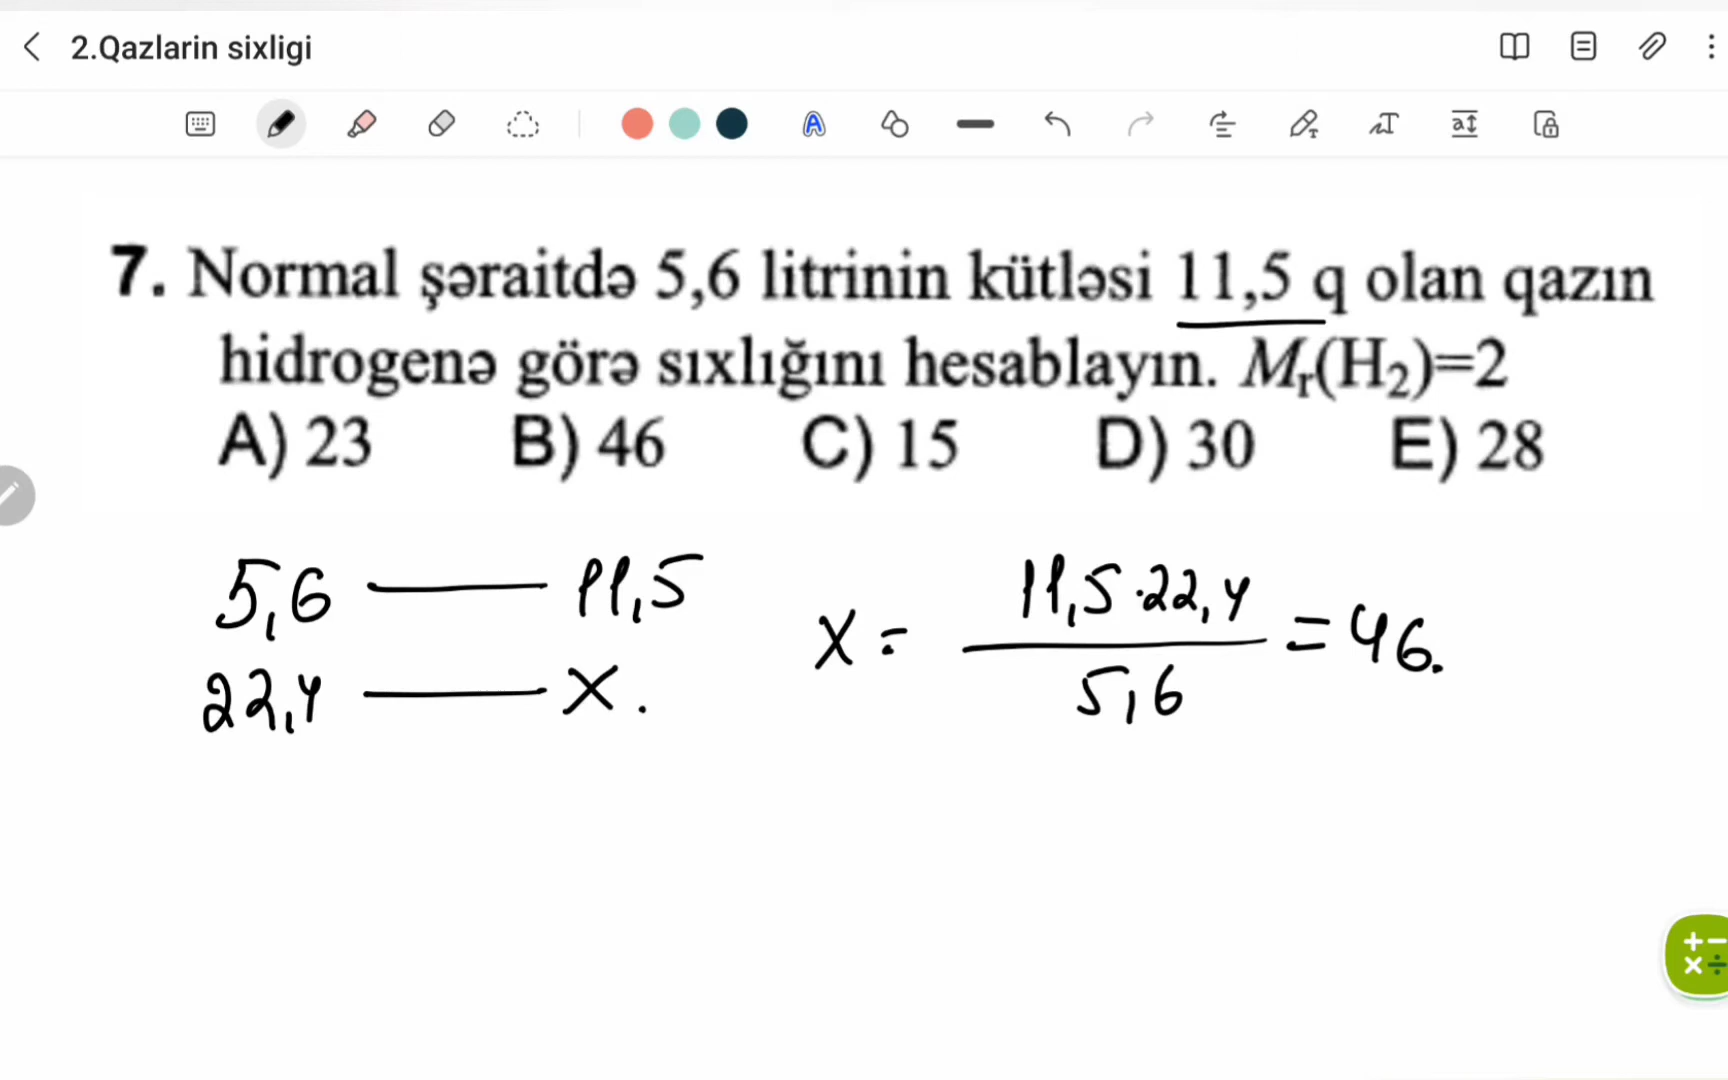 2.Qazlarin sixligi
7. Normal şəraitdə 5,6 litrinin kütləsi 11,5 q olan qazın
hidrogenə görə sıxlığını hesablayın. Mᵣ(H₂)=2
A) 23 B) 46 C) 15 D) 30 E) 28
5,6 — 11,5
22,4 — x.
x = 11,5·22,4 / 5,6 = 46.